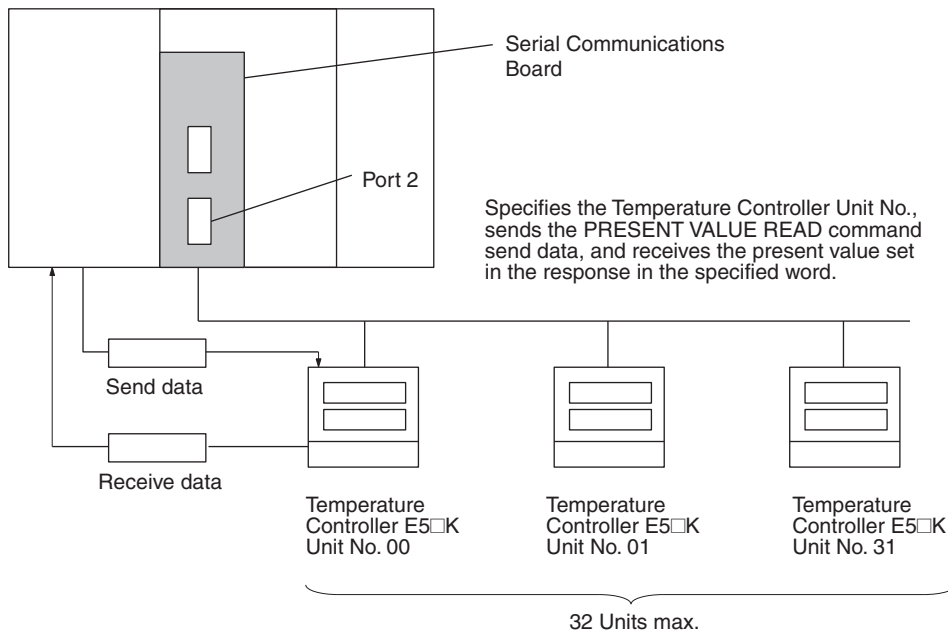 Serial Communications
Board
Port 2
Specifies the Temperature Controller Unit No.,
sends the PRESENT VALUE READ command
send data, and receives the present value set
in the response in the specified word.
Send data
Receive data
Temperature
Controller E5□K
Unit No. 00
Temperature
Controller E5□K
Unit No. 01
Temperature
Controller E5□K
Unit No. 31
32 Units max.